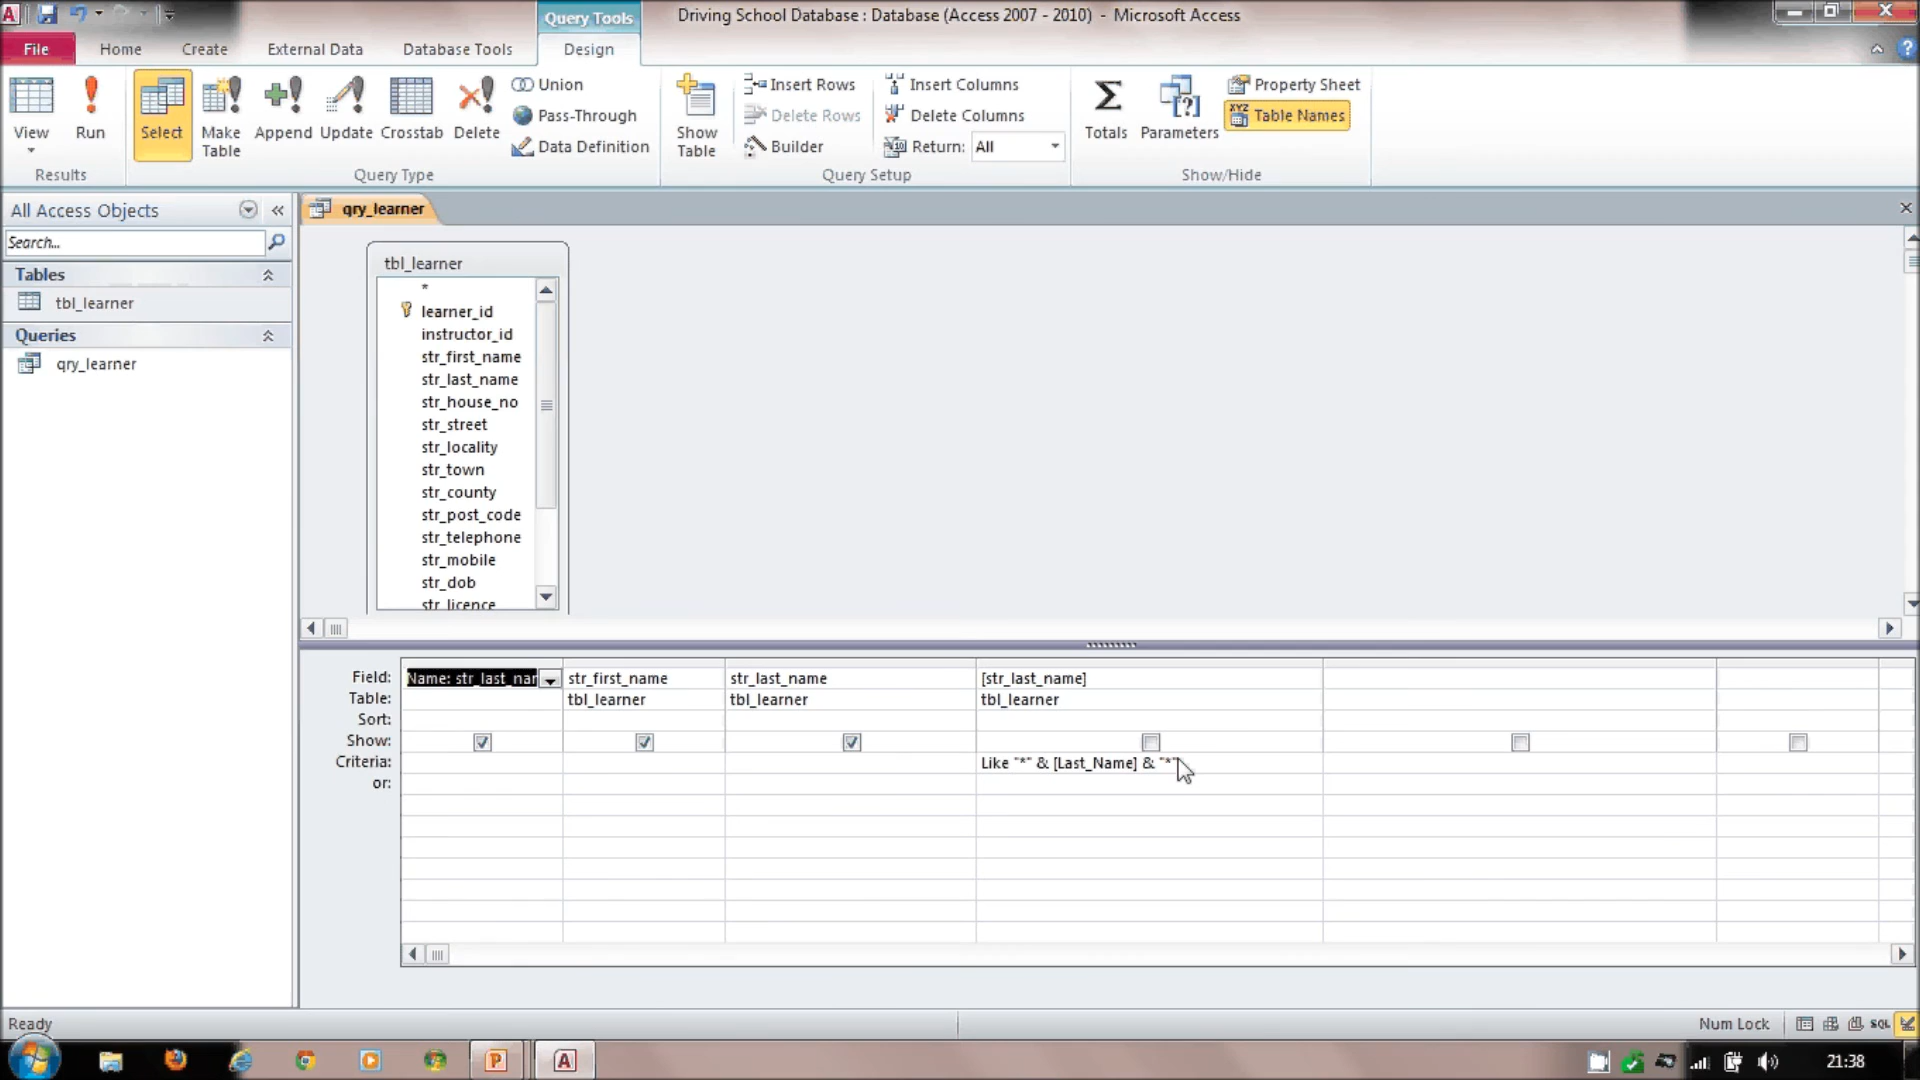 Query Tools
Driving School Database : Database (Access 2007 - 2010) - Microsoft Access
File
Home
Create
External Data
Database Tools
Design
View
Run
Select
Make
Table
Append
Update
Crosstab
Delete
Union
Pass-Through
Data Definition
Show
Table
Insert Rows
Delete Rows
Builder
Insert Columns
Delete Columns
Return: All
Totals
Parameters
Property Sheet
Table Names
Results
Query Type
Query Setup
Show/Hide
All Access Objects
Search...
Tables
tbl_learner
Queries
qry_learner
qry_learner
tbl_learner
*
learner_id
instructor_id
str_first_name
str_last_name
str_house_no
str_street
str_locality
str_town
str_county
str_post_code
str_telephone
str_mobile
str_dob
str_licence
Field: Name: str_last_nar str_first_name str_last_name [str_last_name]
Table: tbl_learner tbl_learner tbl_learner
Sort:
Show:
Criteria: Like "*" & [Last_Name] & "*"
or:
Ready
Num Lock
SQL
21:38